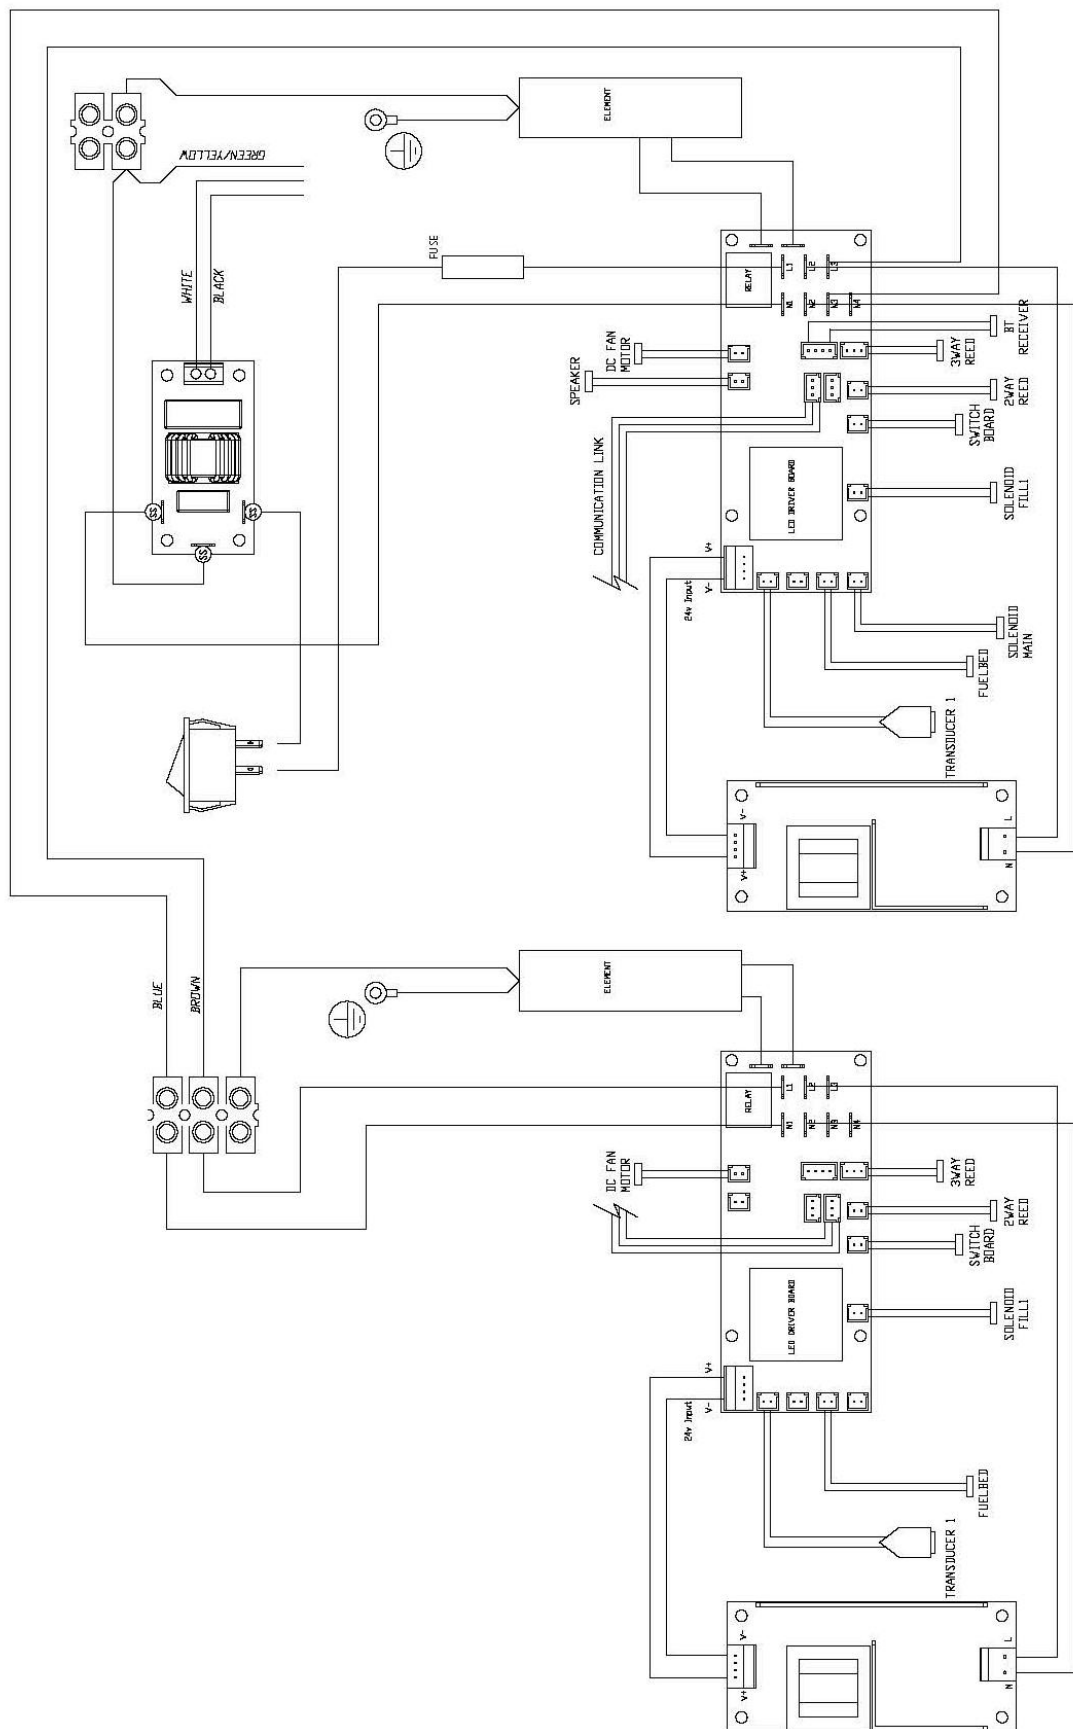 ELEMENT
GREEN/YELLOW
FUSE
WHITE
BLACK
RELAY
L1
L2
L3
N1
N2
N3
N4
BT
RECEIVER
DC FAN
MOTOR
3WAY
REED
SPEAKER
2WAY
REED
SWITCH
BOARD
COMMUNICATION LINK
LED DRIVER BOARD
SOLENOID
FILL1
SS
SS
SS
V+
V-
24v Input
SOLENOID
MAIN
FUELBED
TRANSDUCER 1
V-
V+
L
N
BLUE
BROWN
ELEMENT
RELAY
L1
L2
L3
N1
N2
N3
N4
DC FAN
MOTOR
3WAY
REED
2WAY
REED
SWITCH
BOARD
LED DRIVER BOARD
SOLENOID
FILL1
V+
V-
24v Input
FUELBED
TRANSDUCER 1
V-
V+
L
N